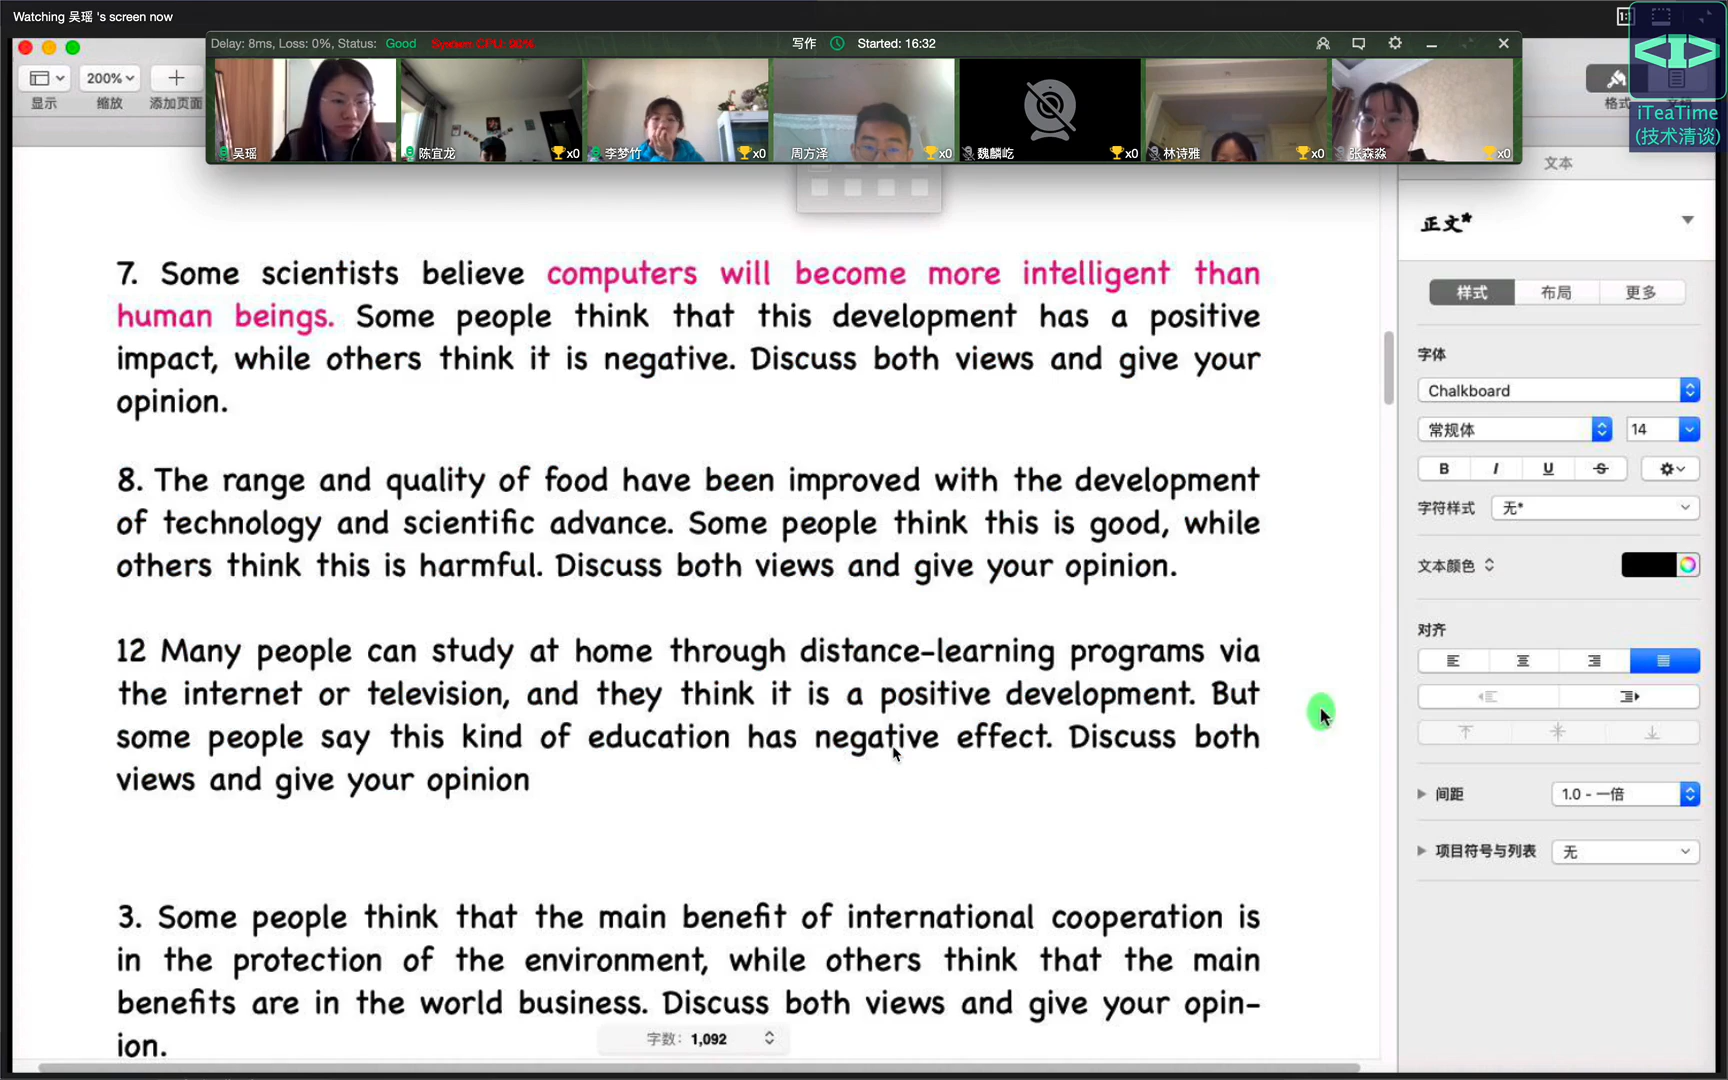 Watching 吴瑶 's screen now
Delay: 8ms, Loss: 0%, Status: Good System CPU: 90%
写作
Started: 16:32
200%
显示
缩放
添加页面
吴瑶
陈宜龙
x0
李梦竹
x0
周方泽
x0
魏麟屹
x0
林诗雅
x0
张森淼
x0
格式
iTeaTime
(技术清谈)
文本
正文*
7. Some scientists believe computers will become more intelligent than
human beings. Some people think that this development has a positive
impact, while others think it is negative. Discuss both views and give your
opinion.
8. The range and quality of food have been improved with the development
of technology and scientific advance. Some people think this is good, while
others think this is harmful. Discuss both views and give your opinion.
12 Many people can study at home through distance-learning programs via
the internet or television, and they think it is a positive development. But
some people say this kind of education has negative effect. Discuss both
views and give your opinion
3. Some people think that the main benefit of international cooperation is
in the protection of the environment, while others think that the main
benefits are in the world business. Discuss both views and give your opin-
ion.
字数: 1,092
样式
布局
更多
字体
Chalkboard
常规体
14
B I U S
字符样式
无*
文本颜色
对齐
间距
1.0 - 一倍
项目符号与列表
无